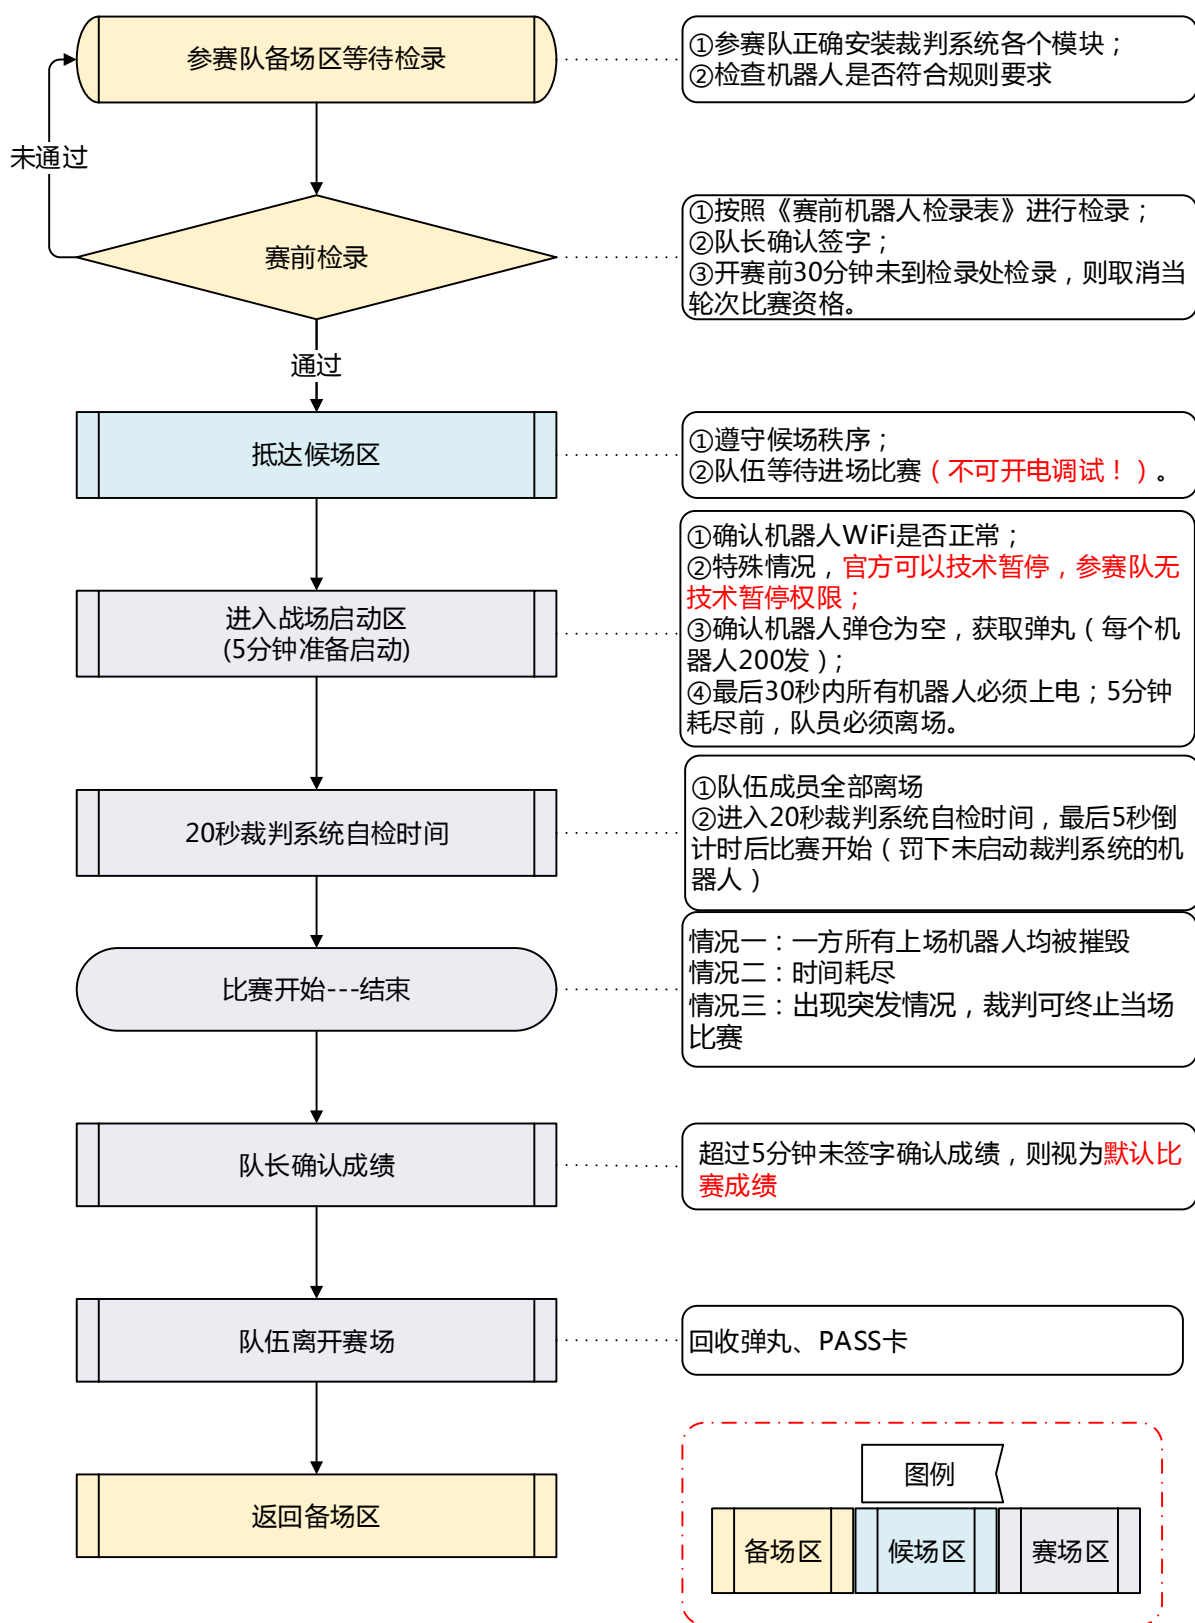 参赛队备场区等待检录
①参赛队正确安装裁判系统各个模块；
②检查机器人是否符合规则要求
未通过
赛前检录
①按照《赛前机器人检录表》进行检录；
②队长确认签字；
③开赛前30分钟未到检录处检录，则取消当
轮次比赛资格。
通过
抵达候场区
①遵守候场秩序；
②队伍等待进场比赛（不可开电调试！）。
进入战场启动区
(5分钟准备启动)
①确认机器人WiFi是否正常；
②特殊情况，官方可以技术暂停，参赛队无
技术暂停权限；
③确认机器人弹仓为空，获取弹丸（每个机
器人200发）；
④最后30秒内所有机器人必须上电；5分钟
耗尽前，队员必须离场。
20秒裁判系统自检时间
①队伍成员全部离场
②进入20秒裁判系统自检时间，最后5秒倒
计时后比赛开始（罚下未启动裁判系统的机
器人）
比赛开始---结束
情况一：一方所有上场机器人均被摧毁
情况二：时间耗尽
情况三：出现突发情况，裁判可终止当场
比赛
队长确认成绩
超过5分钟未签字确认成绩，则视为默认比
赛成绩
队伍离开赛场
回收弹丸、PASS卡
返回备场区
图例
备场区
候场区
赛场区